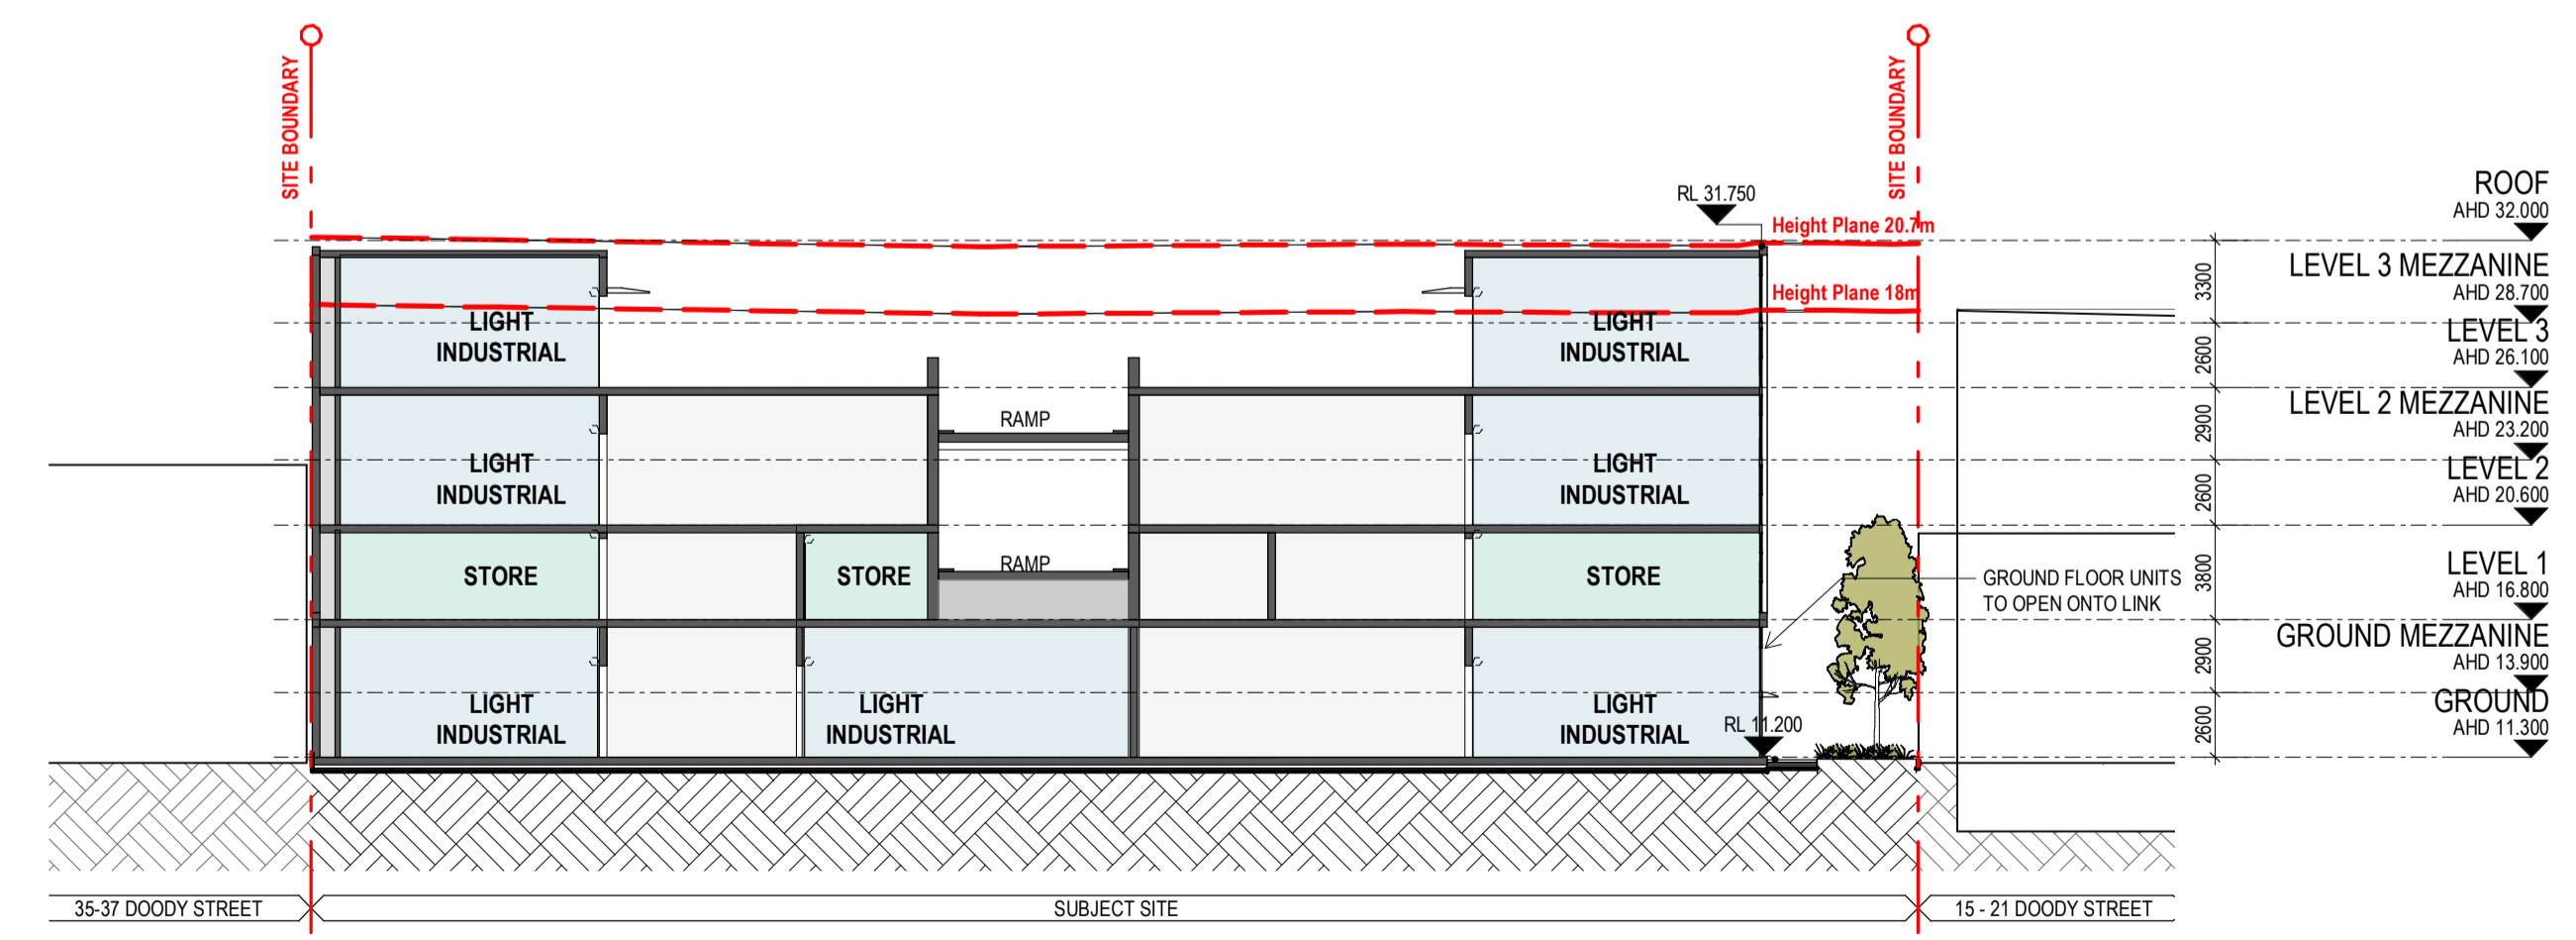 SITE BOUNDARY
SITE BOUNDARY
RL 31.750
Height Plane 20.7m
Height Plane 18m
ROOF
AHD 32.000
LEVEL 3 MEZZANINE
AHD 28.700
LEVEL 3
AHD 26.100
LEVEL 2 MEZZANINE
AHD 23.200
LEVEL 2
AHD 20.600
LEVEL 1
AHD 16.800
GROUND MEZZANINE
AHD 13.900
GROUND
AHD 11.300
3300
2600
2900
2600
3800
2900
2600
LIGHT
INDUSTRIAL
LIGHT
INDUSTRIAL
RAMP
LIGHT
INDUSTRIAL
LIGHT
INDUSTRIAL
STORE
STORE
RAMP
STORE
GROUND FLOOR UNITS
TO OPEN ONTO LINK
LIGHT
INDUSTRIAL
LIGHT
INDUSTRIAL
LIGHT
INDUSTRIAL
RL 11.200
35-37 DOODY STREET
SUBJECT SITE
15 - 21 DOODY STREET